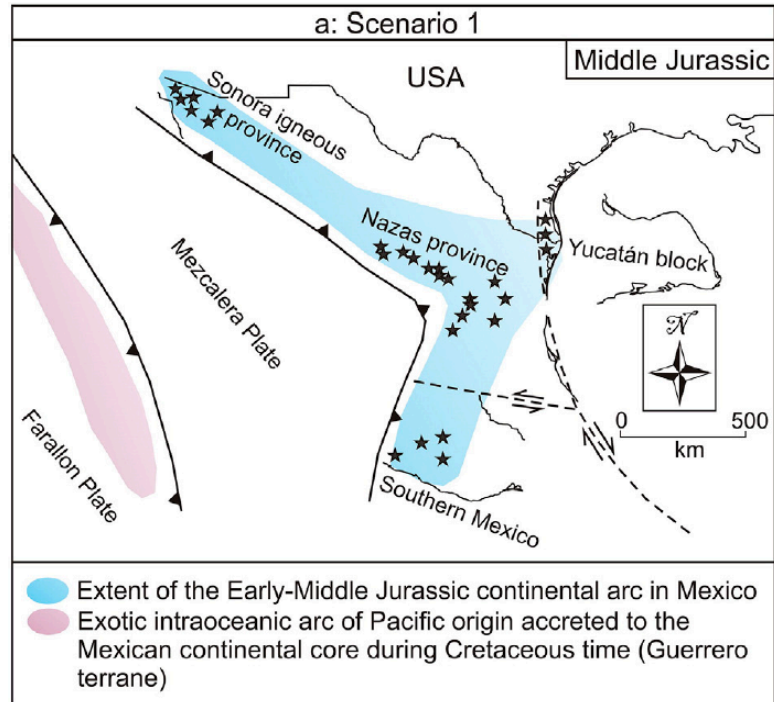 a: Scenario 1
Middle Jurassic
USA
Sonora igneous
province
Nazas province
Yucatán block
Mezcalera Plate
N
Farallon Plate
0 500
km
Southern Mexico
Extent of the Early-Middle Jurassic continental arc in Mexico
Exotic intraoceanic arc of Pacific origin accreted to the
Mexican continental core during Cretaceous time (Guerrero
terrane)